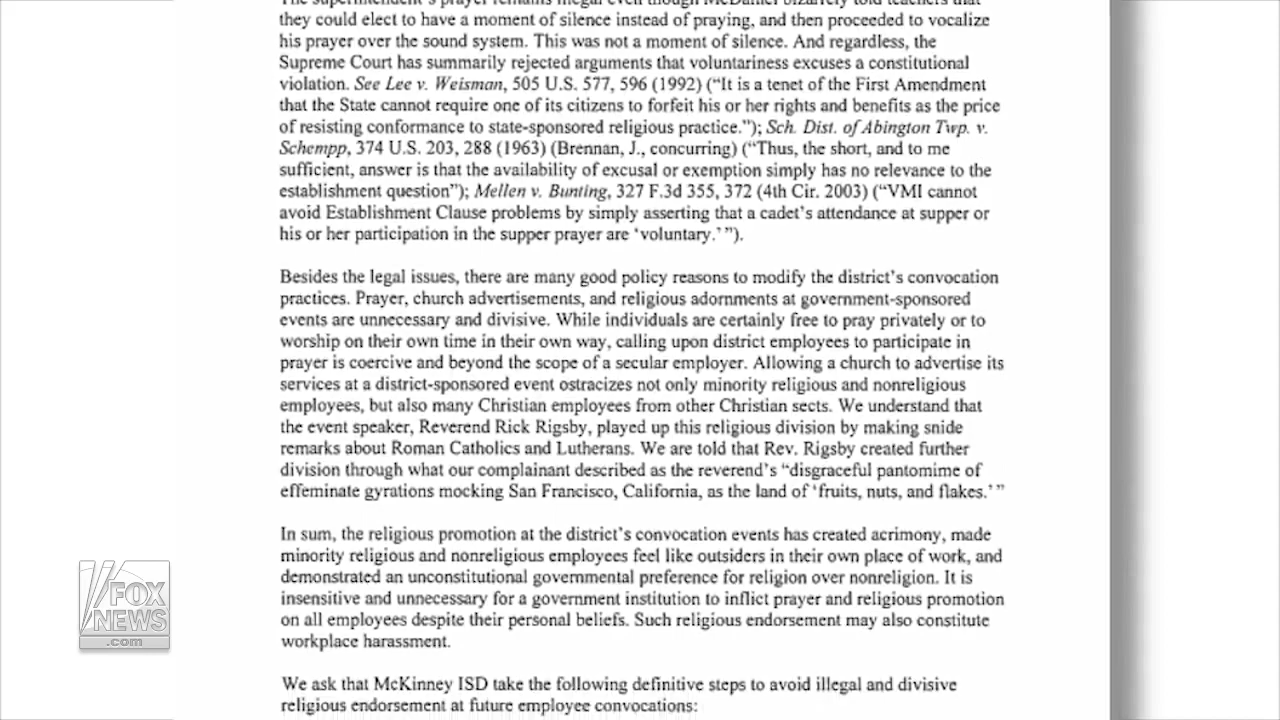 The superintendent's prayer remains illegal even though McDaniel bizarrely told teachers that
they could elect to have a moment of silence instead of praying, and then proceeded to vocalize
his prayer over the sound system. This was not a moment of silence. And regardless, the
Supreme Court has summarily rejected arguments that voluntariness excuses a constitutional
violation. See Lee v. Weisman, 505 U.S. 577, 596 (1992) (“It is a tenet of the First Amendment
that the State cannot require one of its citizens to forfeit his or her rights and benefits as the price
of resisting conformance to state-sponsored religious practice.”); Sch. Dist. of Abington Twp. v.
Schempp, 374 U.S. 203, 288 (1963) (Brennan, J., concurring) (“Thus, the short, and to me
sufficient, answer is that the availability of excusal or exemption simply has no relevance to the
establishment question”); Mellen v. Bunting, 327 F.3d 355, 372 (4th Cir. 2003) (“VMI cannot
avoid Establishment Clause problems by simply asserting that a cadet's attendance at supper or
his or her participation in the supper prayer are ‘voluntary.’”).
Besides the legal issues, there are many good policy reasons to modify the district's convocation
practices. Prayer, church advertisements, and religious adornments at government-sponsored
events are unnecessary and divisive. While individuals are certainly free to pray privately or to
worship on their own time in their own way, calling upon district employees to participate in
prayer is coercive and beyond the scope of a secular employer. Allowing a church to advertise its
services at a district-sponsored event ostracizes not only minority religious and nonreligious
employees, but also many Christian employees from other Christian sects. We understand that
the event speaker, Reverend Rick Rigsby, played up this religious division by making snide
remarks about Roman Catholics and Lutherans. We are told that Rev. Rigsby created further
division through what our complainant described as the reverend's “disgraceful pantomime of
effeminate gyrations mocking San Francisco, California, as the land of ‘fruits, nuts, and flakes.’”
In sum, the religious promotion at the district's convocation events has created acrimony, made
minority religious and nonreligious employees feel like outsiders in their own place of work, and
demonstrated an unconstitutional governmental preference for religion over nonreligion. It is
insensitive and unnecessary for a government institution to inflict prayer and religious promotion
on all employees despite their personal beliefs. Such religious endorsement may also constitute
workplace harassment.
We ask that McKinney ISD take the following definitive steps to avoid illegal and divisive
religious endorsement at future employee convocations:
FOX
NEWS
.com